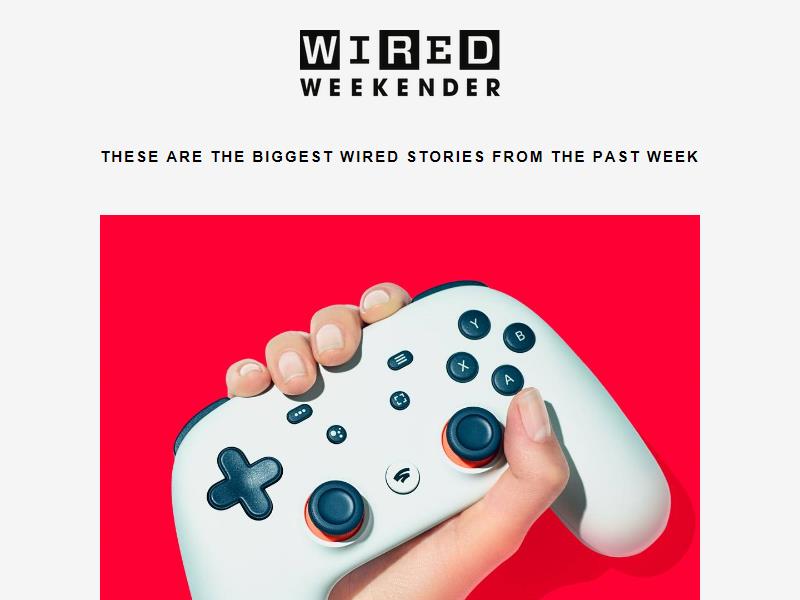 WIRED
WEEKENDER
THESE ARE THE BIGGEST WIRED STORIES FROM THE PAST WEEK
Y
B
X
A